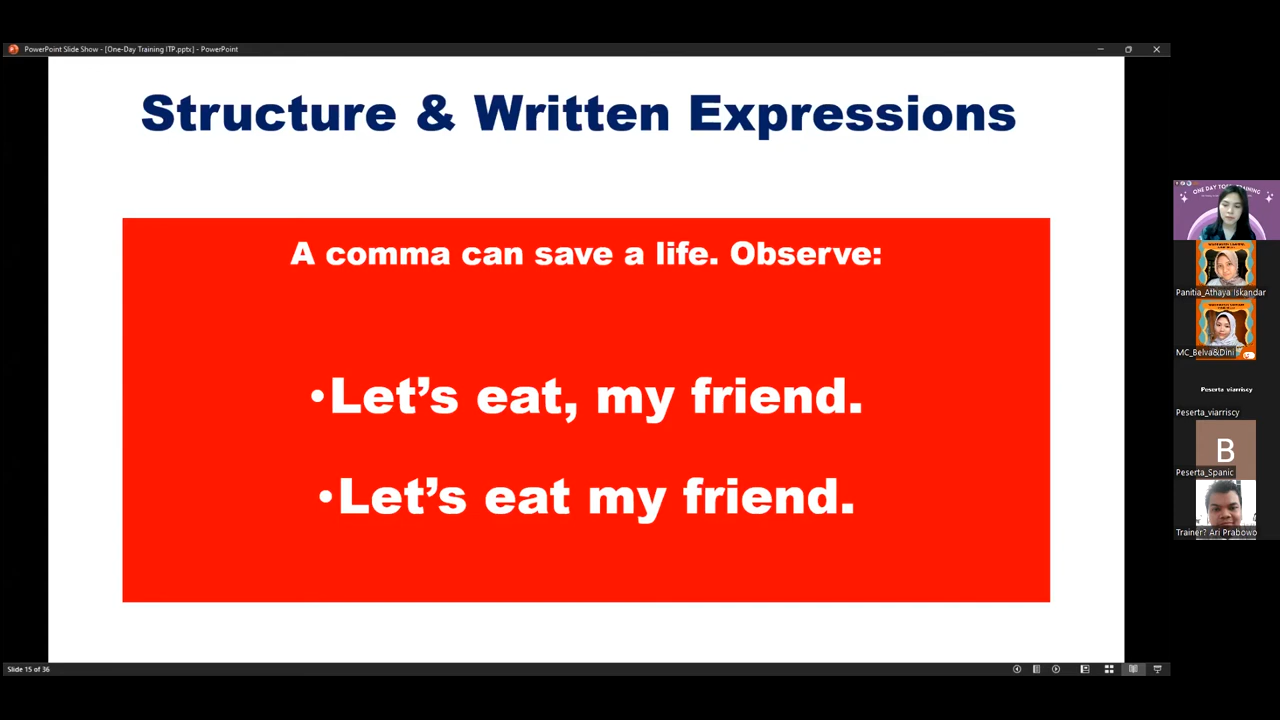 PowerPoint Slide Show - [One-Day Training ITP.pptx] - PowerPoint
Structure & Written Expressions
A comma can save a life. Observe:
•Let’s eat, my friend.
•Let’s eat my friend.
Slide 15 of 36
ONE DAY TOEFL TRAINING
Panitia_Athaya Iskandar
MC_Belva&Dini
Peserta viarriscy
Peserta_viarriscy
B
Peserta_Spanic
Trainer? Ari Prabowo